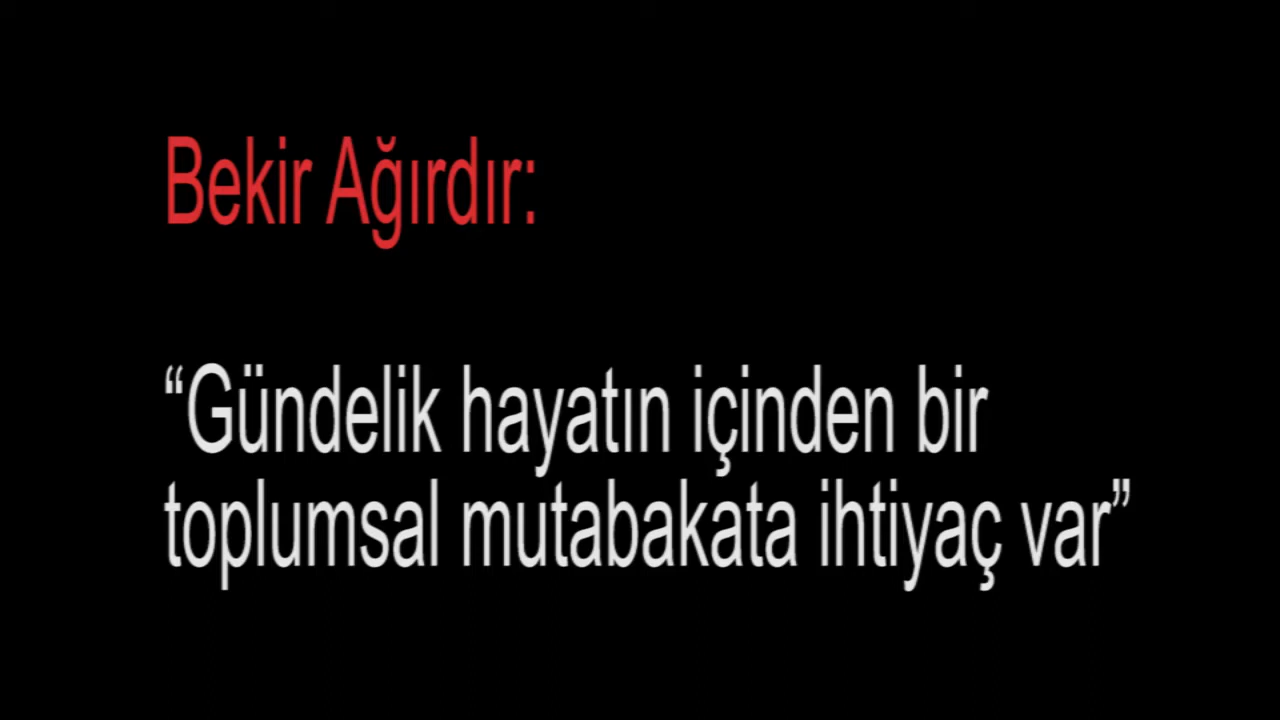 Bekir Ağırdır:
“Gündelik hayatın içinden bir
toplumsal mutabakata ihtiyaç var”